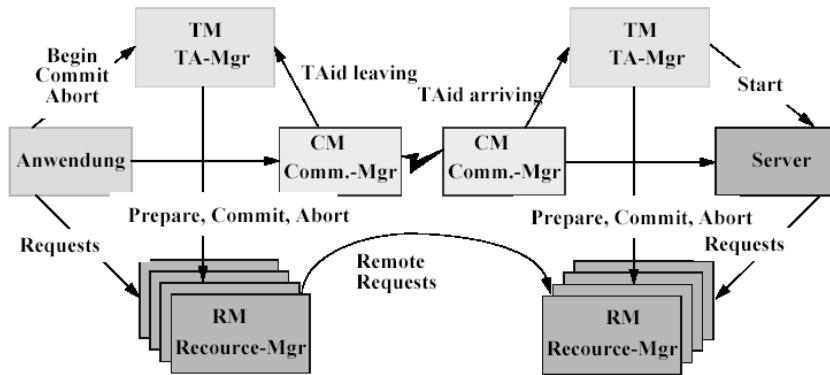 TM
TA-Mgr
TM
TA-Mgr
Begin
Commit
Abort
TAid leaving
TAid arriving
Start
Anwendung
CM
Comm.-Mgr
CM
Comm.-Mgr
Server
Prepare, Commit, Abort
Prepare, Commit, Abort
Requests
Remote
Requests
Requests
RM
Recource-Mgr
RM
Recource-Mgr